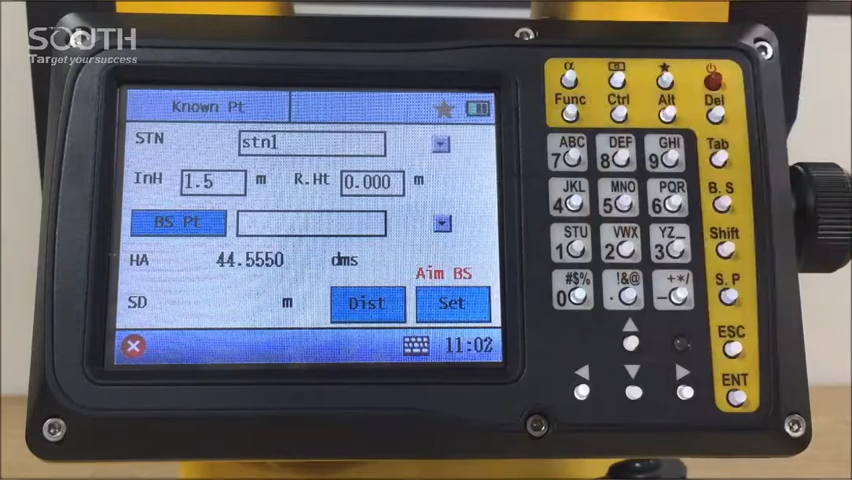 SOUTH
Target your success
Known Pt
STN stn1
InH 1.5 m R.Ht 0.000 m
BS Pt
HA 44.5550 dms
Aim BS
SD m Dist Set
11:02
α
Func Ctrl Alt Del
ABC DEF GHI Tab
7 8 9
JKL MNO PQR B.S
4 5 6
STU VWX YZ_ Shift
1 2 3
#$% !&@ +*/ S.P
0 . −
ESC
ENT